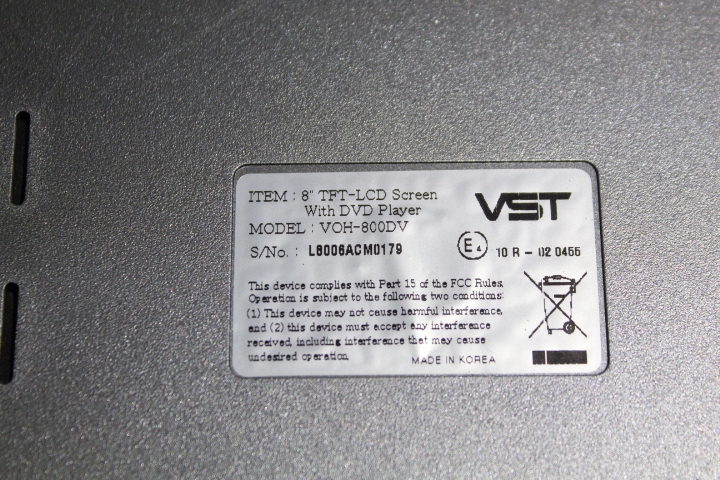 ITEM : 8" TFT-LCD Screen
With DVD Player
VST
MODEL : VOH-800DV
S/No. : L8006ACM0179
E4 10 R - 02 0455
This device complies with Part 15 of the FCC Rules.
Operation is subject to the following two conditions:
(1) This device may not cause harmful interference,
and (2) this device must accept any interference
received, including interference that may cause
undesired operation.
MADE IN KOREA